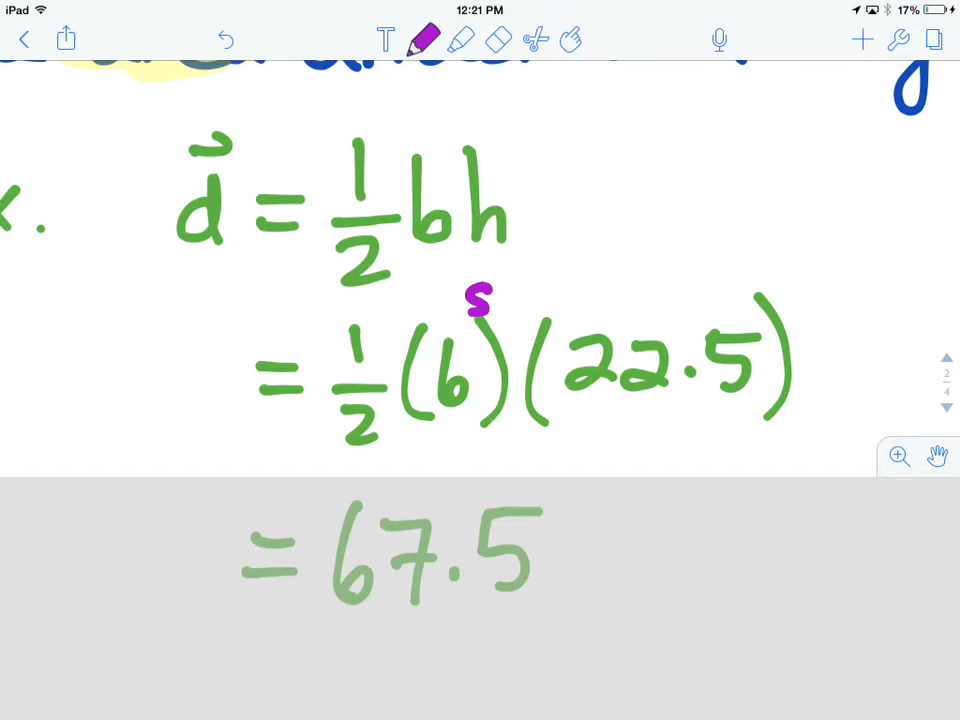 iPad 12:21 PM 17%
T
x. d⃗ = 1/2 bh
s
= 1/2 (6)(22.5)
2/4
= 67.5